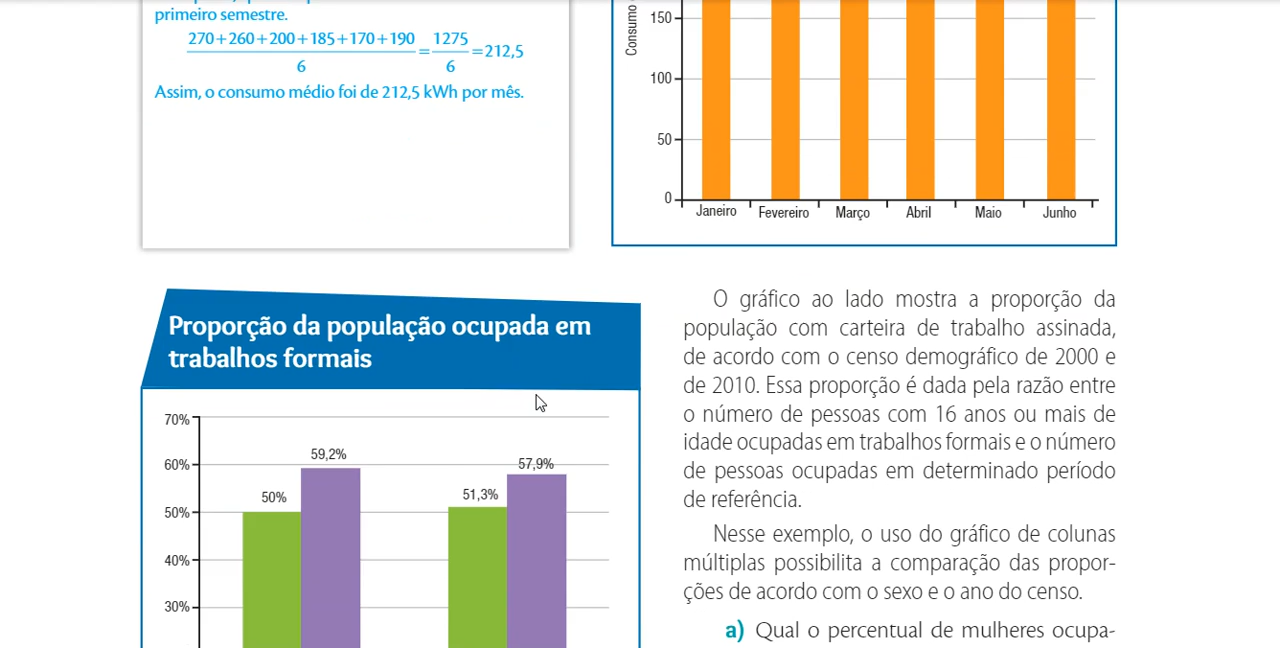 primeiro semestre.
270+260+200+185+170+190
6
=
1275
6
=212,5
Assim, o consumo médio foi de 212,5 kWh por mês.
Consumo
150
100
50
0
Janeiro Fevereiro Março Abril Maio Junho
Proporção da população ocupada em
trabalhos formais
70%
60%
50%
40%
30%
50%
59,2%
51,3%
57,9%
O gráfico ao lado mostra a proporção da
população com carteira de trabalho assinada,
de acordo com o censo demográfico de 2000 e
de 2010. Essa proporção é dada pela razão entre
o número de pessoas com 16 anos ou mais de
idade ocupadas em trabalhos formais e o número
de pessoas ocupadas em determinado período
de referência.
Nesse exemplo, o uso do gráfico de colunas
múltiplas possibilita a comparação das propor-
ções de acordo com o sexo e o ano do censo.
a) Qual o percentual de mulheres ocupa-